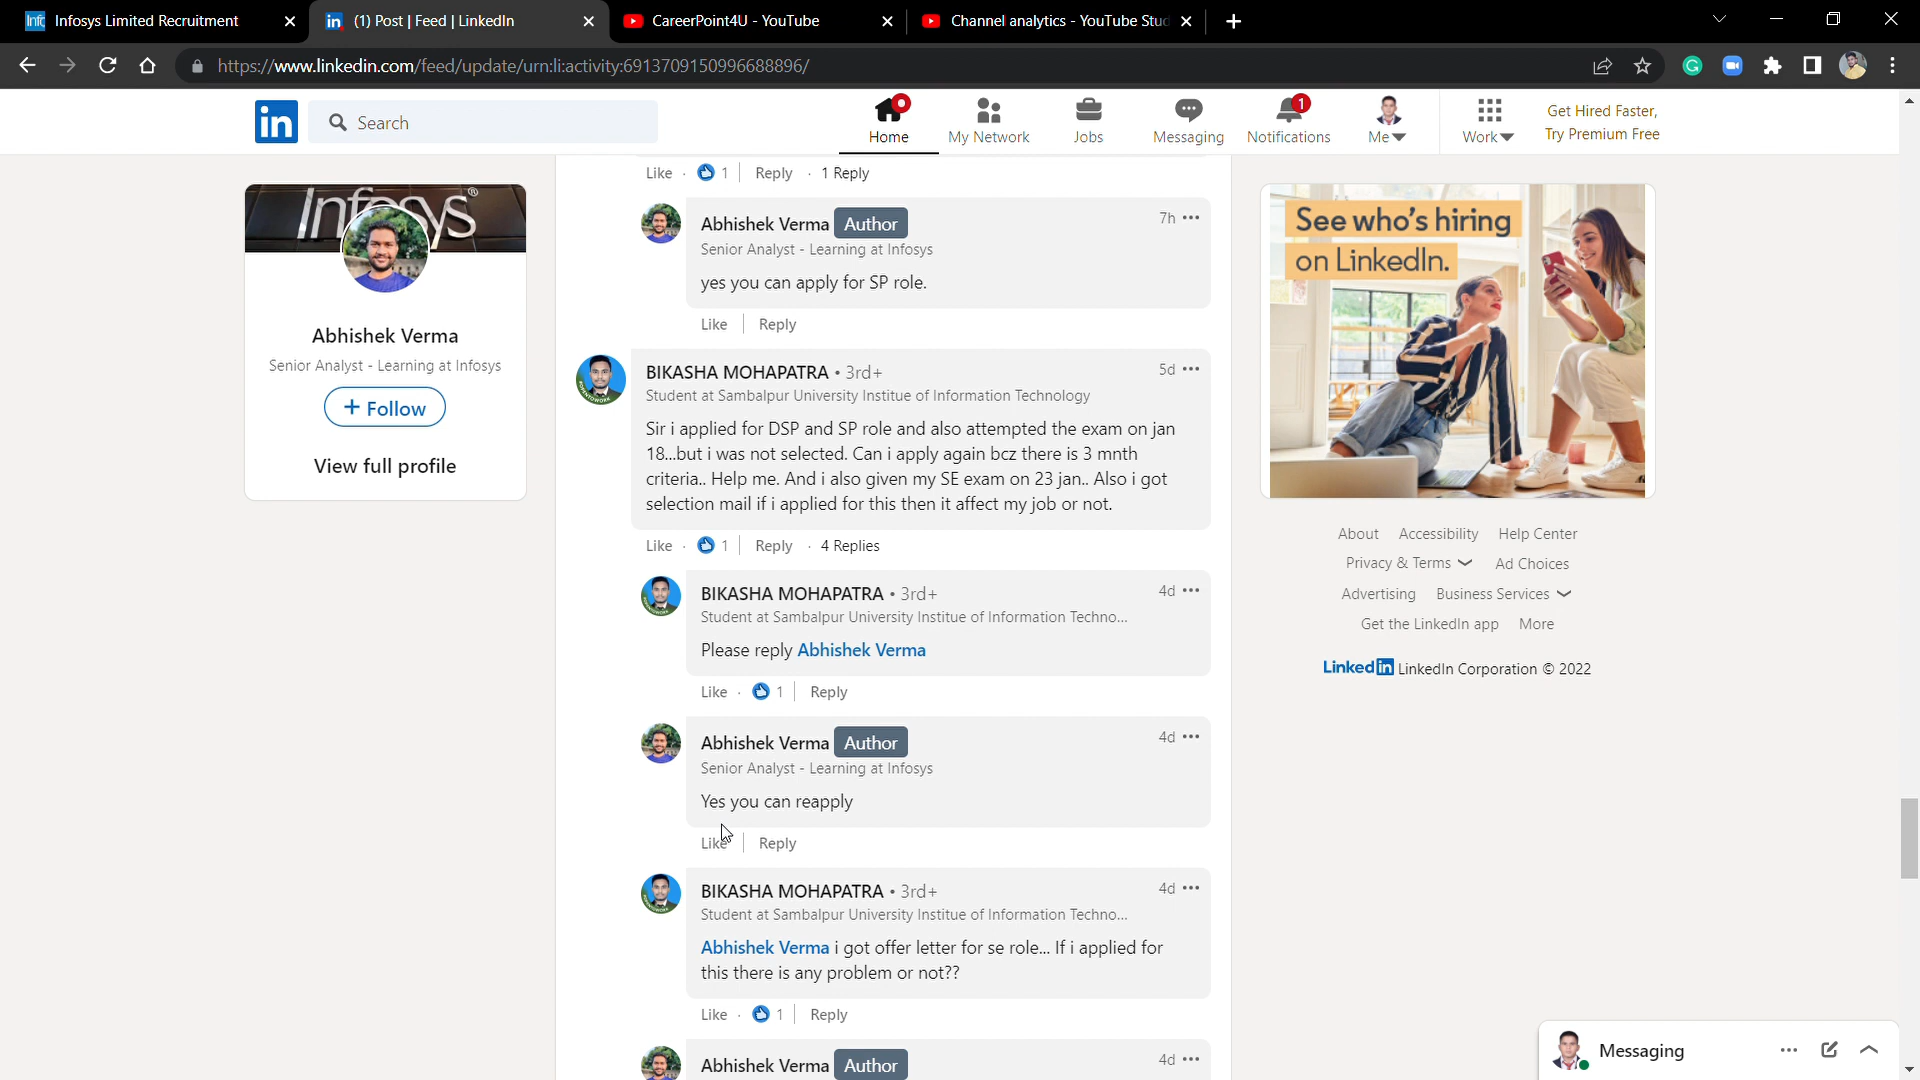 Infosys Limited Recruitment
(1) Post | Feed | LinkedIn
CareerPoint4U - YouTube
Channel analytics - YouTube Stud
https://www.linkedin.com/feed/update/urn:li:activity:6913709150996688896/
in
Search
Home
My Network
Jobs
Messaging
1
Notifications
Me
Work
Get Hired Faster,
Try Premium Free
Infosys®
Abhishek Verma
Senior Analyst - Learning at Infosys
+ Follow
View full profile
Like · 1 | Reply · 1 Reply
Abhishek Verma Author 7h ···
Senior Analyst - Learning at Infosys
yes you can apply for SP role.
Like | Reply
BIKASHA MOHAPATRA • 3rd+ 5d ···
Student at Sambalpur University Institue of Information Technology
Sir i applied for DSP and SP role and also attempted the exam on jan
18...but i was not selected. Can i apply again bcz there is 3 mnth
criteria.. Help me. And i also given my SE exam on 23 jan.. Also i got
selection mail if i applied for this then it affect my job or not.
Like · 1 | Reply · 4 Replies
BIKASHA MOHAPATRA • 3rd+ 4d ···
Student at Sambalpur University Institue of Information Techno...
Please reply Abhishek Verma
Like · 1 | Reply
Abhishek Verma Author 4d ···
Senior Analyst - Learning at Infosys
Yes you can reapply
Like | Reply
BIKASHA MOHAPATRA • 3rd+ 4d ···
Student at Sambalpur University Institue of Information Techno...
Abhishek Verma i got offer letter for se role... If i applied for
this there is any problem or not??
Like · 1 | Reply
Abhishek Verma Author 4d ···
See who's hiring
on LinkedIn.
About Accessibility Help Center
Privacy & Terms Ad Choices
Advertising Business Services
Get the LinkedIn app More
LinkedIn LinkedIn Corporation © 2022
Messaging